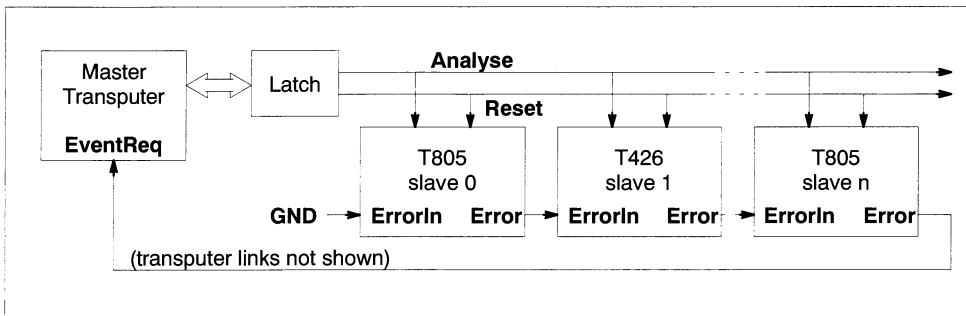 Master
Transputer
EventReq
Latch
Analyse
Reset
T805
slave 0
ErrorIn Error
T426
slave 1
ErrorIn Error
T805
slave n
ErrorIn Error
GND
(transputer links not shown)